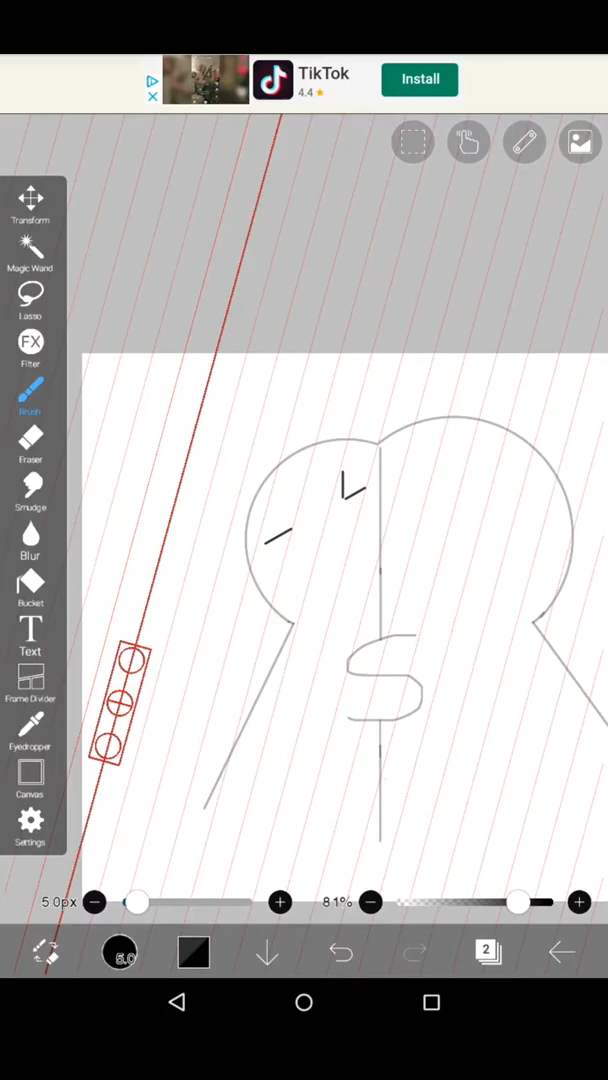 TikTok
Install
4.4
Transform
Magic Wand
Lasso
FX
Filter
Brush
Eraser
Smudge
Blur
Bucket
T
Text
Frame Divider
Eyedropper
Canvas
Settings
S
5.0px
81%
5.0
2